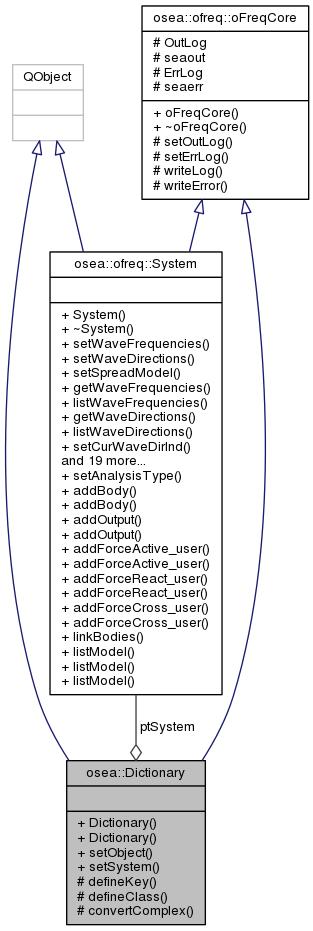 osea::ofreq::oFreqCore
# OutLog
# seaout
# ErrLog
# seaerr
+ oFreqCore()
+ ~oFreqCore()
# setOutLog()
# setErrLog()
# writeLog()
# writeError()
QObject
osea::ofreq::System
+ System()
+ ~System()
+ setWaveFrequencies()
+ setWaveDirections()
+ setSpreadModel()
+ getWaveFrequencies()
+ listWaveFrequencies()
+ getWaveDirections()
+ listWaveDirections()
+ setCurWaveDirInd()
and 19 more...
+ setAnalysisType()
+ addBody()
+ addBody()
+ addOutput()
+ addOutput()
+ addForceActive_user()
+ addForceActive_user()
+ addForceReact_user()
+ addForceReact_user()
+ addForceCross_user()
+ addForceCross_user()
+ linkBodies()
+ listModel()
+ listModel()
+ listModel()
ptSystem
osea::Dictionary
+ Dictionary()
+ Dictionary()
+ setObject()
+ setSystem()
# defineKey()
# defineClass()
# convertComplex()